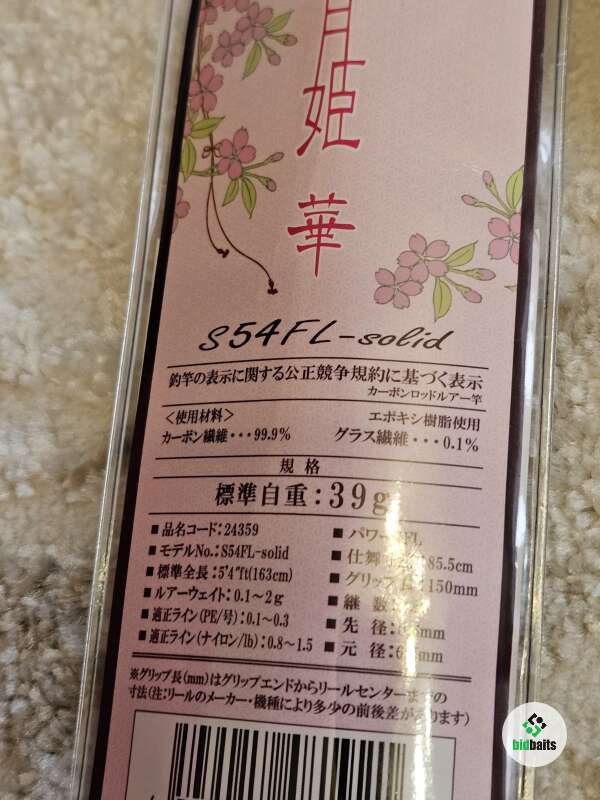 姫
華
S54FL-solid
釣竿の表示に関する公正競争規約に基づく表示
カーボンロッドルアー竿
＜使用材料＞
エポキシ樹脂使用
カーボン繊維･･･99.9%
グラス繊維･･･0.1%
規格
標準自重：39g
■品名コード：24359
■モデルNo.：S54FL-solid
■標準全長：5'4"ft(163cm)
■ルアーウェイト：0.1~2g
■適正ライン(PE/号)：0.1~0.3
■適正ライン(ナイロン/lb)：0.8~1.5
■パワー FL
■仕舞 85.5cm
■グリップ長：150mm
■継数
■先径： mm
■元径： mm
※グリップ長(mm)はグリップエンドからリールセンターまでの
寸法(注：リールのメーカー・機種により多少の前後差があります)
bidbaits